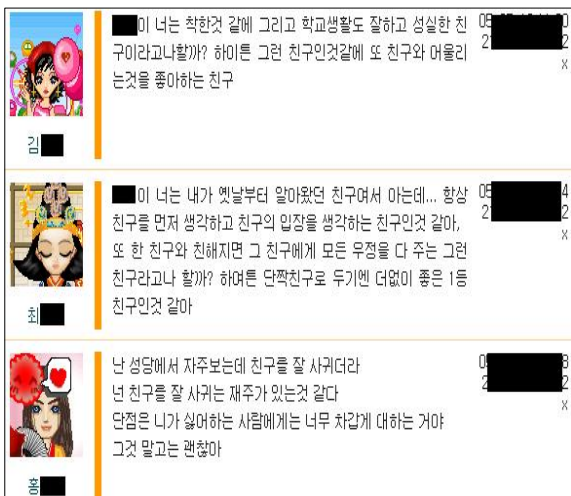 이 너는 착한것 같에 그리고 학교생활도 잘하고 성실한 친
구이라고나할까? 하이튼 그런 친구인것같에 또 친구와 어울리
는것을 좋아하는 친구
x
김
이 너는 내가 옛날부터 알아왔던 친구여서 아는데... 항상
친구를 먼저 생각하고 친구의 입장을 생각하는 친구인것 같아,
또 한 친구와 친해지면 그 친구에게 모든 우정을 다 주는 그런
친구라고나 할까? 하여튼 단짝친구로 두기엔 더없이 좋은 1등
친구인것 같아
x
최
난 성당에서 자주보는데 친구를 잘 사귀더라
넌 친구를 잘 사귀는 재주가 있는것 같다
단점은 니가 싫어하는 사람에게는 너무 차갑게 대하는 거야
그것 말고는 괜찮아
x
홍